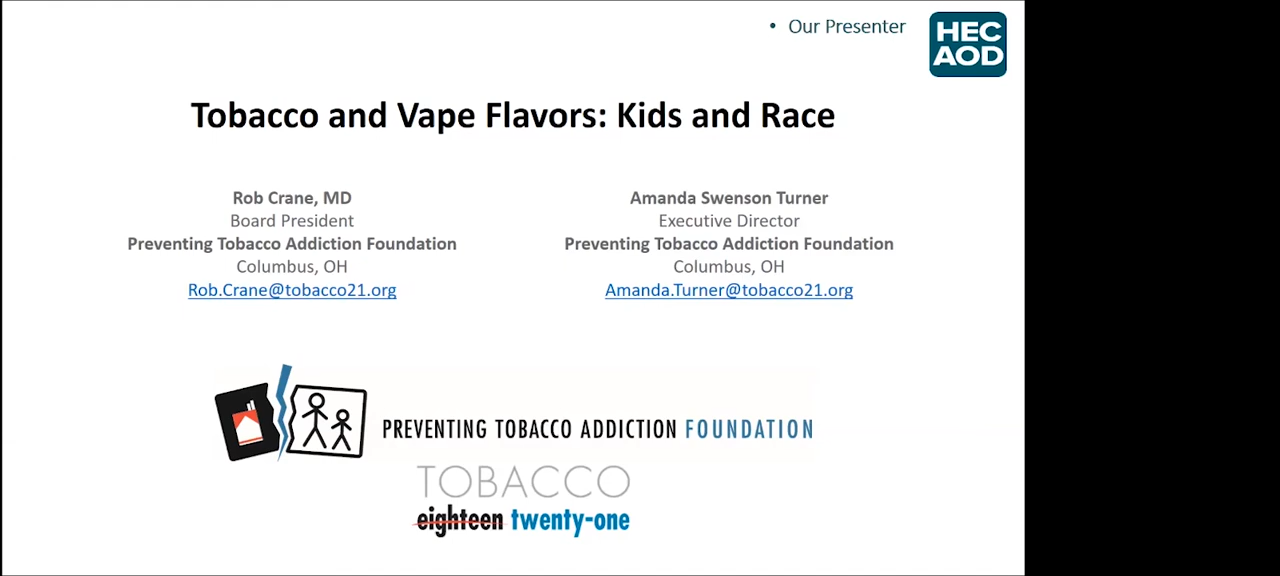 • Our Presenter
HEC
AOD
Tobacco and Vape Flavors: Kids and Race
Rob Crane, MD
Board President
Preventing Tobacco Addiction Foundation
Columbus, OH
Rob.Crane@tobacco21.org
Amanda Swenson Turner
Executive Director
Preventing Tobacco Addiction Foundation
Columbus, OH
Amanda.Turner@tobacco21.org
PREVENTING TOBACCO ADDICTION FOUNDATION
TOBACCO
eighteen twenty-one